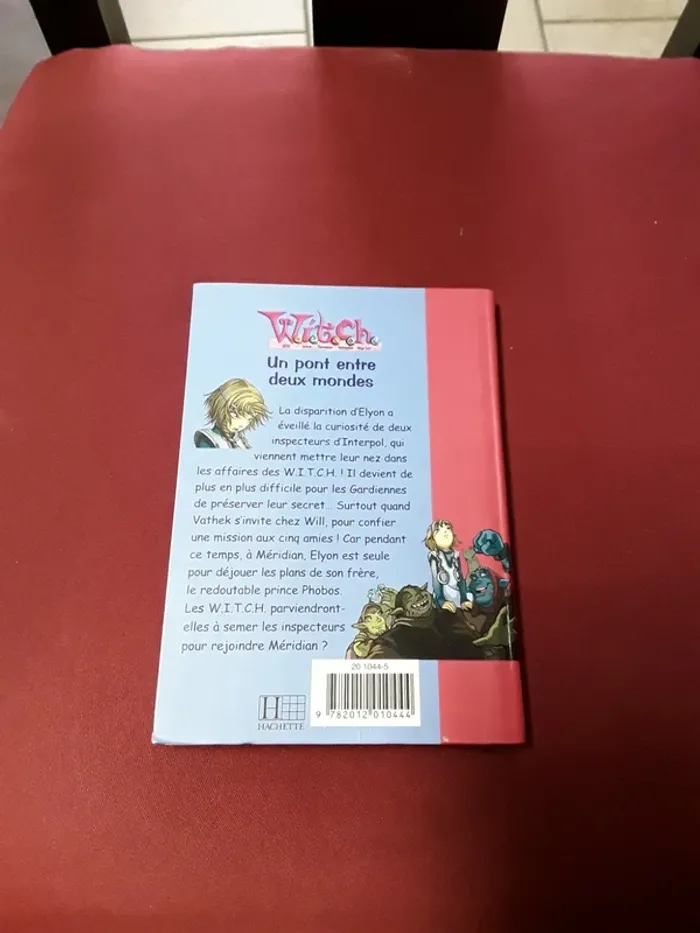 W.i.t.c.h.
Un pont entre
deux mondes
La disparition d'Elyon a
éveillé la curiosité de deux
inspecteurs d'Interpol, qui
viennent mettre leur nez dans
les affaires des W.I.T.C.H. ! Il devient de
plus en plus difficile pour les Gardiennes
de préserver leur secret... Surtout quand
Vathek s'invite chez Will, pour confier
une mission aux cinq amies ! Car pendant
ce temps, à Méridian, Elyon est seule
pour déjouer les plans de son frère,
le redoutable prince Phobos.
Les W.I.T.C.H. parviendront-
elles à semer les inspecteurs
pour rejoindre Méridian ?
20 1044-5
9 782012 010444
H
HACHETTE